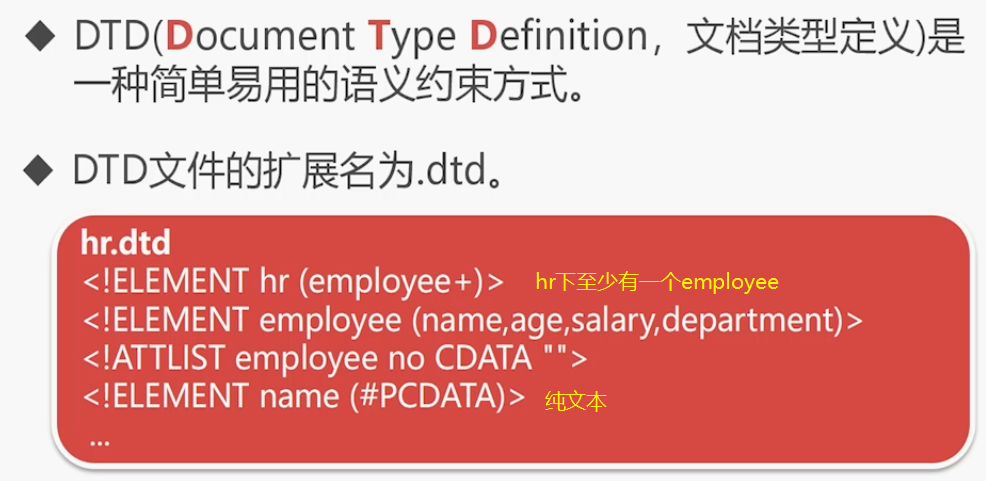 ◆ DTD(Document Type Definition，文档类型定义)是
一种简单易用的语义约束方式。
◆ DTD文件的扩展名为.dtd。
hr.dtd
<!ELEMENT hr (employee+)> hr下至少有一个employee
<!ELEMENT employee (name,age,salary,department)>
<!ATTLIST employee no CDATA "">
<!ELEMENT name (#PCDATA)> 纯文本
...